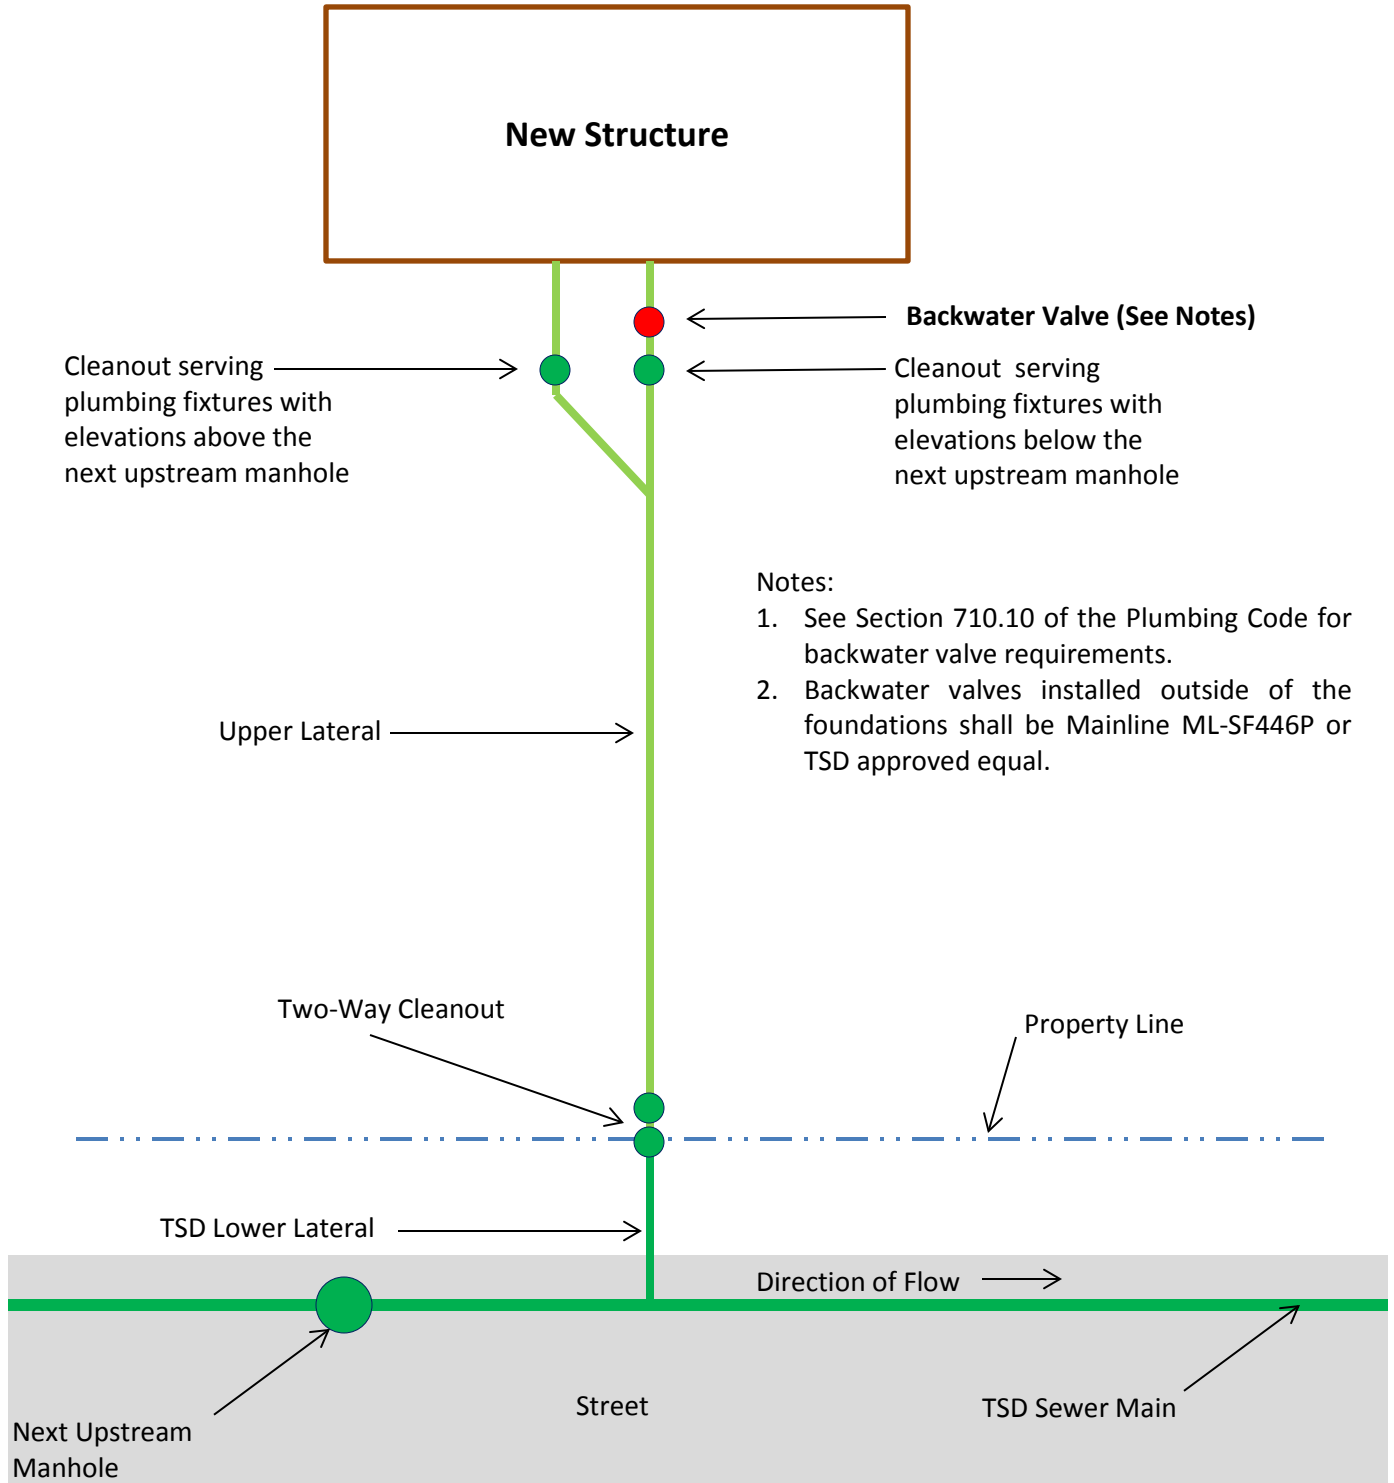 New Structure
Backwater Valve (See Notes)
Cleanout serving
plumbing fixtures with
elevations above the
next upstream manhole
Cleanout serving
plumbing fixtures with
elevations below the
next upstream manhole
Notes:
1. See Section 710.10 of the Plumbing Code for
backwater valve requirements.
2. Backwater valves installed outside of the
foundations shall be Mainline ML-SF446P or
TSD approved equal.
Upper Lateral
Two-Way Cleanout
Property Line
TSD Lower Lateral
Direction of Flow
Street
TSD Sewer Main
Next Upstream
Manhole